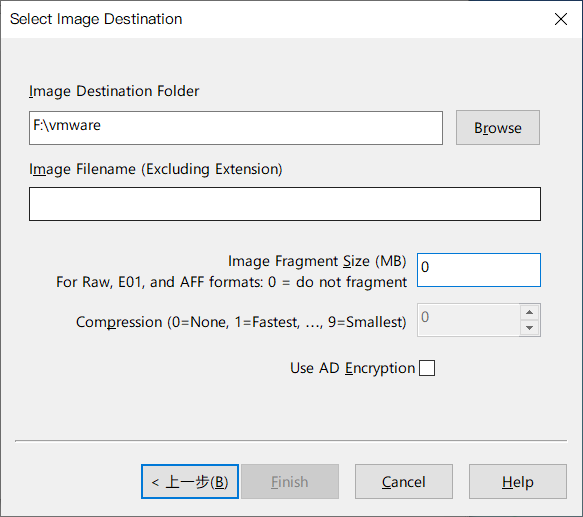 Select Image Destination
Image Destination Folder
F:\vmware
Browse
Image Filename (Excluding Extension)
Image Fragment Size (MB)
0
For Raw, E01, and AFF formats: 0 = do not fragment
Compression (0=None, 1=Fastest, ..., 9=Smallest)
0
Use AD Encryption
< 上一步(B)
Finish
Cancel
Help